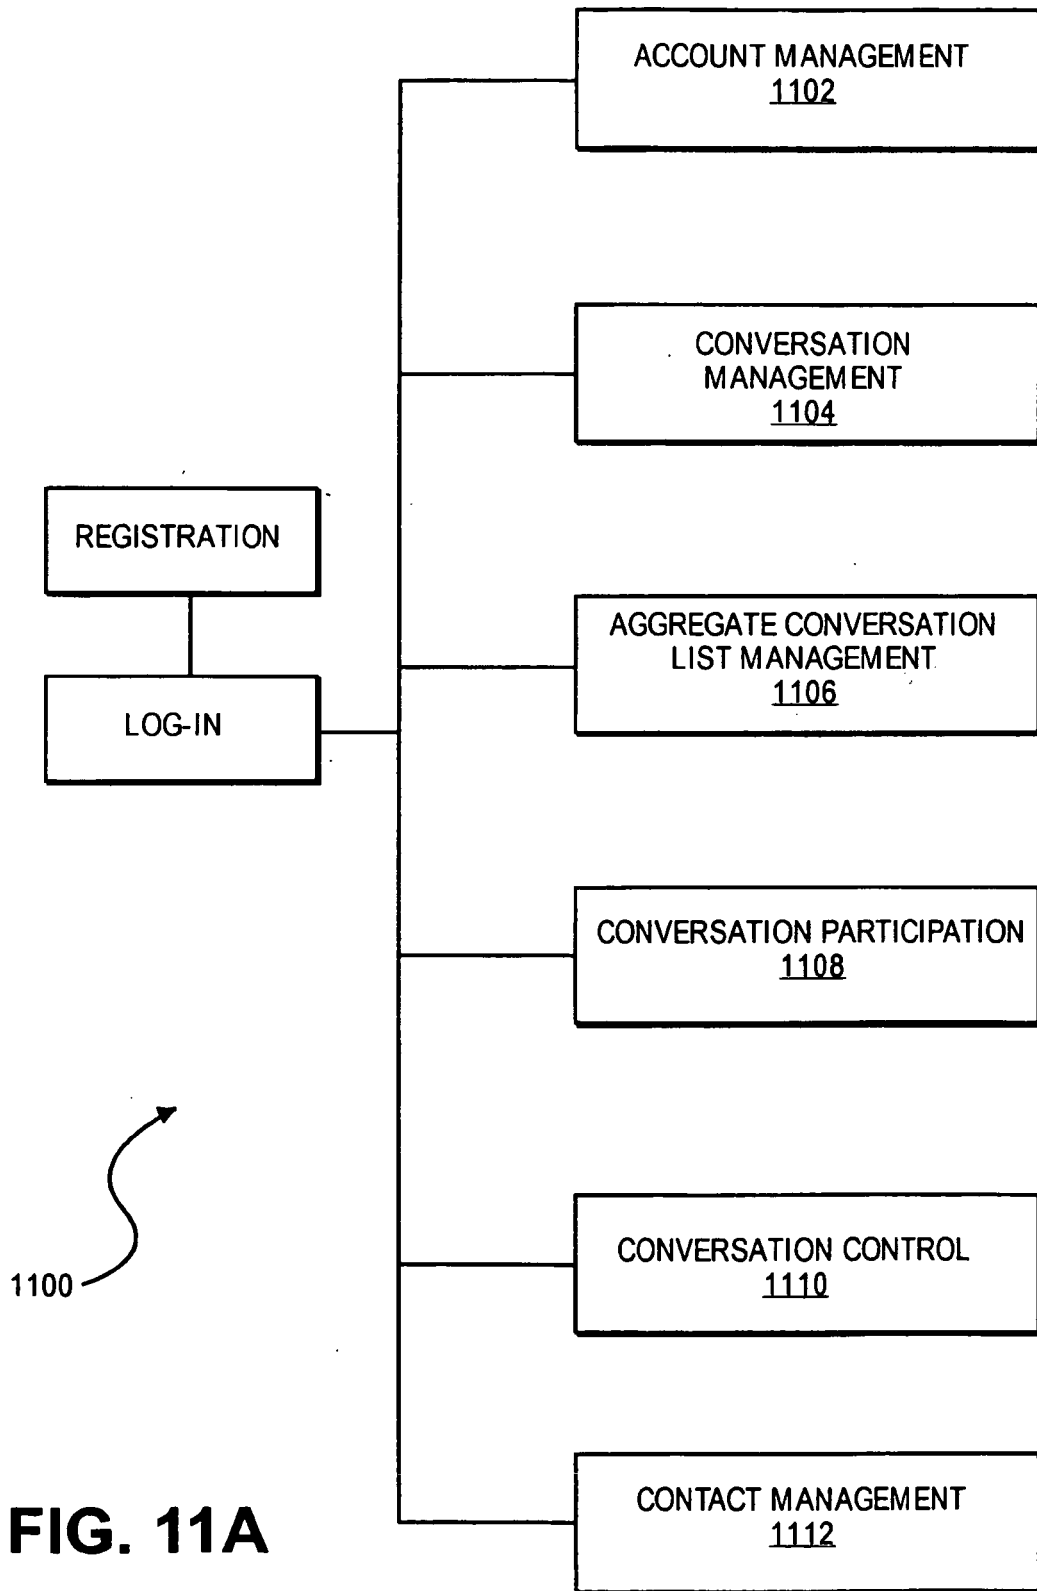 ACCOUNT MANAGEMENT
1102
CONVERSATION
MANAGEMENT
1104
REGISTRATION
AGGREGATE CONVERSATION
LIST MANAGEMENT
1106
LOG-IN
CONVERSATION PARTICIPATION
1108
CONVERSATION CONTROL
1110
1100
CONTACT MANAGEMENT
1112
FIG. 11A